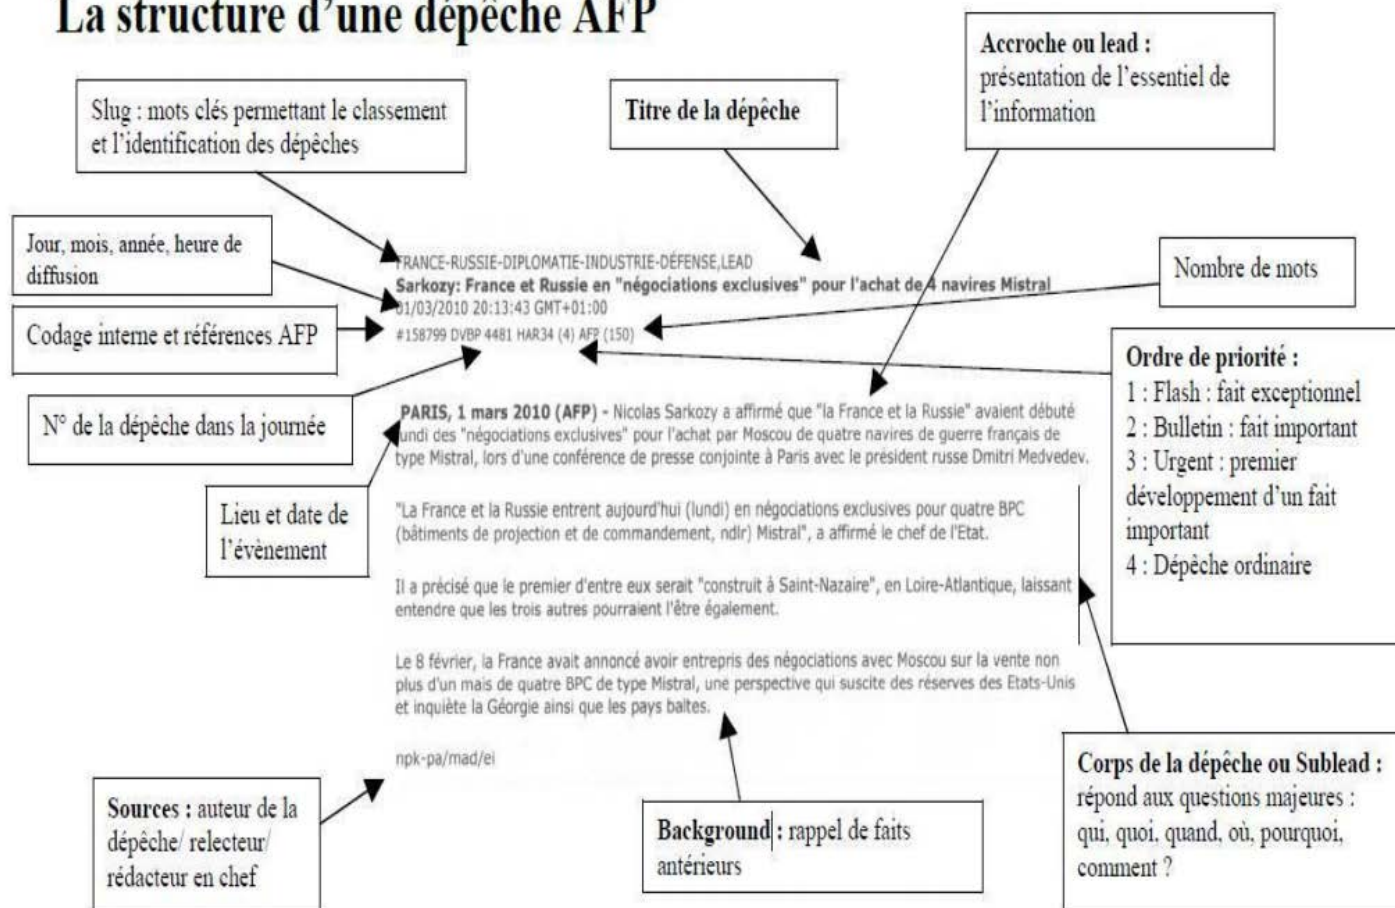 La structure d'une dépêche AFP
Accroche ou lead :
présentation de l'essentiel de
l'information
Slug : mots clés permettant le classement
et l'identification des dépêches
Titre de la dépêche
Jour, mois, année, heure de
diffusion
FRANCE-RUSSIE-DIPLOMATIE-INDUSTRIE-DÉFENSE,LEAD
Sarkozy: France et Russie en "négociations exclusives" pour l'achat de 4 navires Mistral
01/03/2010 20:13:43 GMT+01:00
#158799 DVBP 4481 HAR34 (4) AFP (150)
Nombre de mots
Codage interne et références AFP
N° de la dépêche dans la journée
Ordre de priorité :
1 : Flash : fait exceptionnel
2 : Bulletin : fait important
3 : Urgent : premier
développement d'un fait
important
4 : Dépêche ordinaire
PARIS, 1 mars 2010 (AFP) - Nicolas Sarkozy a affirmé que "la France et la Russie" avaient débuté
lundi des "négociations exclusives" pour l'achat par Moscou de quatre navires de guerre français de
type Mistral, lors d'une conférence de presse conjointe à Paris avec le président russe Dmitri Medvedev.
Lieu et date de
l'évènement
"La France et la Russie entrent aujourd'hui (lundi) en négociations exclusives pour quatre BPC
(bâtiments de projection et de commandement, ndlr) Mistral", a affirmé le chef de l'Etat.
Il a précisé que le premier d'entre eux serait "construit à Saint-Nazaire", en Loire-Atlantique, laissant
entendre que les trois autres pourraient l'être également.
Le 8 février, la France avait annoncé avoir entrepris des négociations avec Moscou sur la vente non
plus d'un mais de quatre BPC de type Mistral, une perspective qui suscite des réserves des Etats-Unis
et inquiète la Géorgie ainsi que les pays baltes.
npk-pa/mad/ei
Sources : auteur de la
dépêche/ relecteur/
rédacteur en chef
Background : rappel de faits
antérieurs
Corps de la dépêche ou Sublead :
répond aux questions majeures :
qui, quoi, quand, où, pourquoi,
comment ?